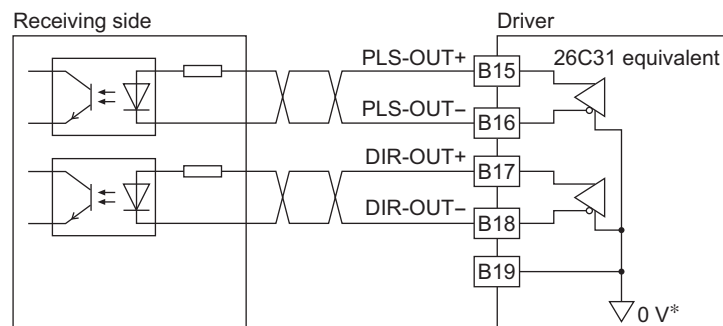 Receiving side
Driver
PLS-OUT+
B15
26C31 equivalent
PLS-OUT−
B16
DIR-OUT+
B17
DIR-OUT−
B18
B19
0 V*